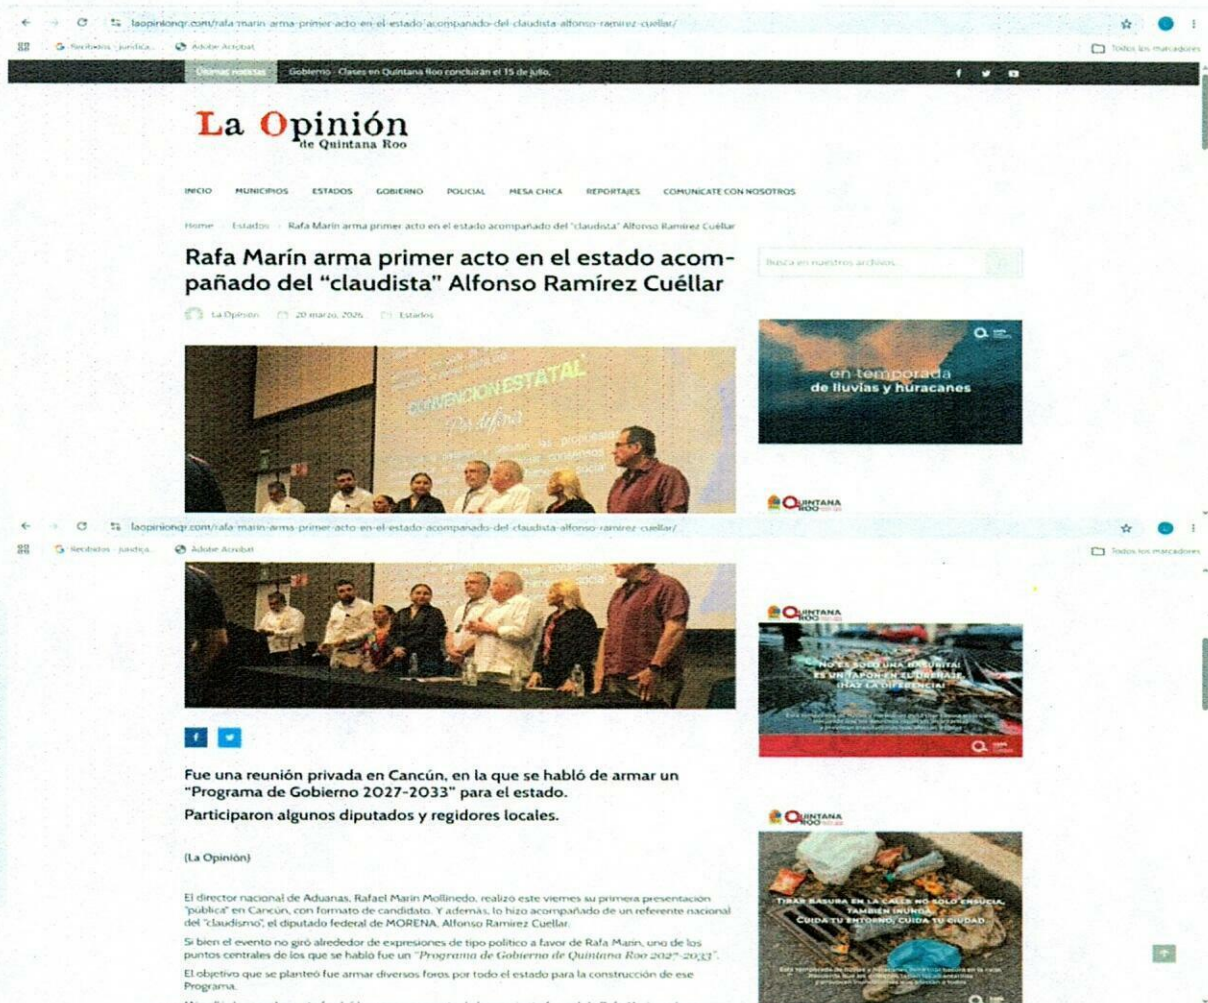 laopinionqr.com/rafa-marin-arma-primer-acto-en-el-estado-acompanado-del-claudista-alfonso-ramirez-cuellar/
Adobe Acrobat
Todos los marcadores
Últimas noticias
Gobierno - Clases en Quintana Roo concluirán el 15 de julio.
La Opinión
de Quintana Roo
INICIO MUNICIPIOS ESTADOS GOBIERNO POLICIAL MESA CHICA REPORTAJES COMUNICATE CON NOSOTROS
Home Estados Rafa Marín arma primer acto en el estado acompañado del "claudista" Alfonso Ramírez Cuéllar
Rafa Marín arma primer acto en el estado acom-
pañado del "claudista" Alfonso Ramírez Cuéllar
Busca en nuestros archivos...
La Opinión 20 marzo, 2026 Estados
CONVENCIÓN ESTATAL
Por definir
las propuestas
consensos
social
en temporada
de lluvias y huracanes
QUINTANA
ROO
laopinionqr.com/rafa-marin-arma-primer-acto-en-el-estado-acompanado-del-claudista-alfonso-ramirez-cuellar/
Adobe Acrobat
Todos los marcadores
social
QUINTANA
ROO
¡NO ES SOLO UNA BASURITA!
ES UN TAPÓN EN EL DRENAJE,
¡HAZ LA DIFERENCIA!
Fue una reunión privada en Cancún, en la que se habló de armar un
"Programa de Gobierno 2027-2033" para el estado.
Participaron algunos diputados y regidores locales.
QUINTANA
ROO
(La Opinión)
El director nacional de Aduanas, Rafael Marín Mollinedo, realizó este viernes su primera presentación
"pública" en Cancún, con formato de candidato. Y además, lo hizo acompañado de un referente nacional
del "claudismo", el diputado federal de MORENA, Alfonso Ramírez Cuéllar.
TIRAR BASURA EN LA CALLE NO SOLO ENSUCIA,
TAMBIÉN INUNDA.
CUIDA TU ENTORNO, CUIDA TU CIUDAD.
Si bien el evento no giró alrededor de expresiones de tipo político a favor de Rafa Marín, uno de los
puntos centrales de los que se habló fue un "Programa de Gobierno de Quintana Roo 2027-2033".
El objetivo que se planteó fue armar diversos foros por todo el estado para la construcción de ese
Programa.